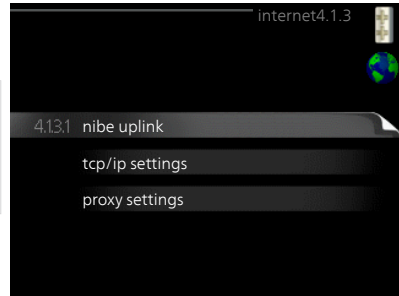 internet4.1.3
4.1.3.1 nibe uplink
tcp/ip settings
proxy settings